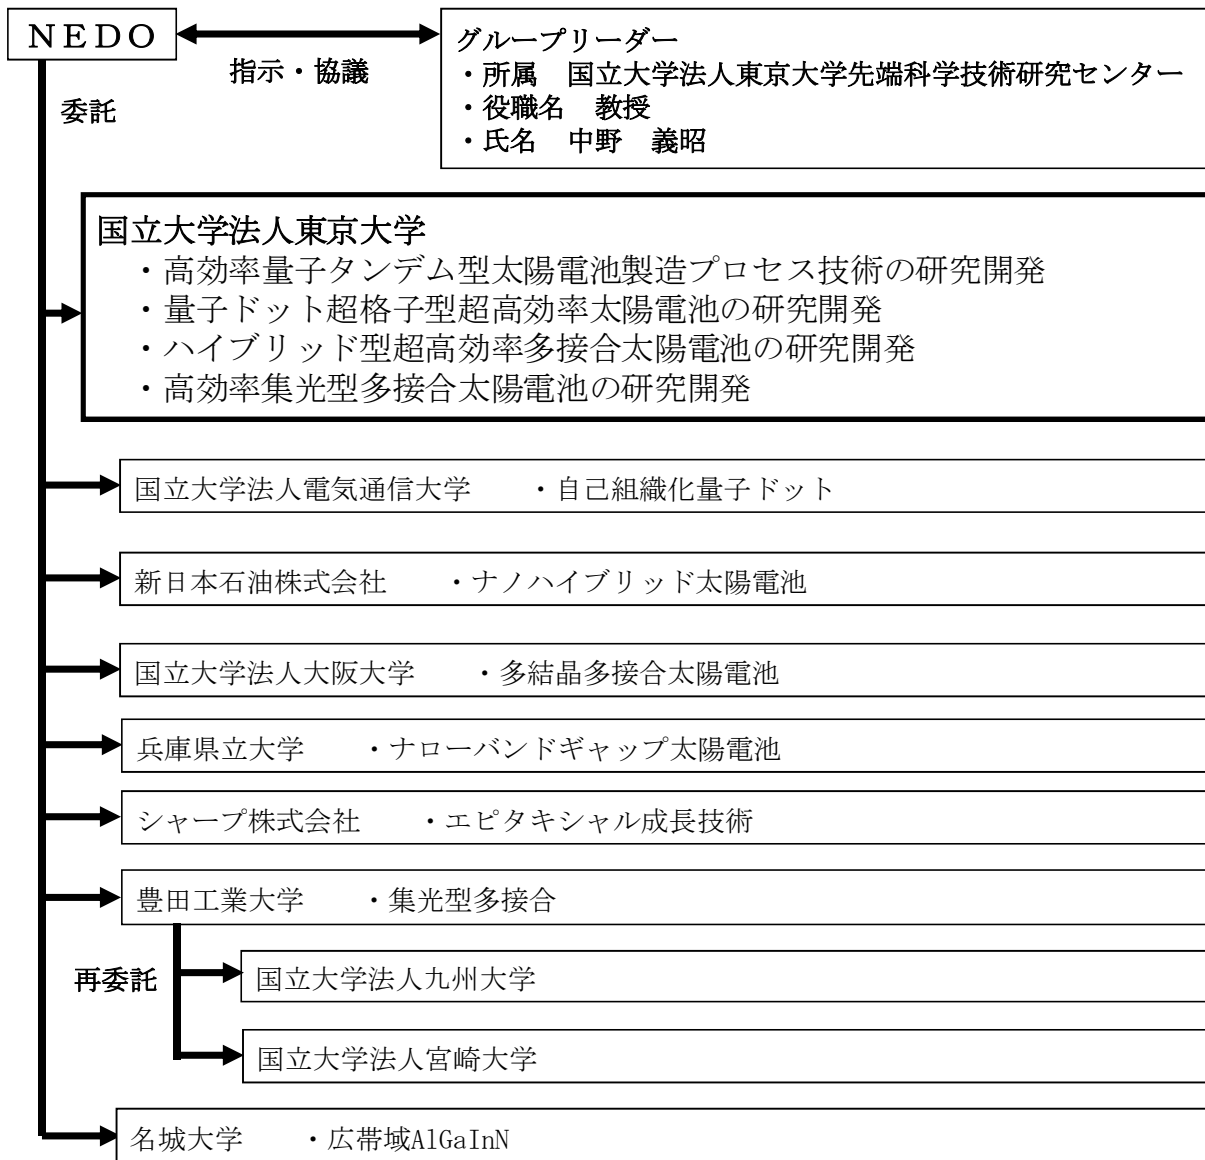 ＮＥＤＯ
指示・協議
グループリーダー
・所属　国立大学法人東京大学先端科学技術研究センター
・役職名　教授
・氏名　中野　義昭
委託
国立大学法人東京大学
・高効率量子タンデム型太陽電池製造プロセス技術の研究開発
・量子ドット超格子型超高効率太陽電池の研究開発
・ハイブリッド型超高効率多接合太陽電池の研究開発
・高効率集光型多接合太陽電池の研究開発
国立大学法人電気通信大学　　・自己組織化量子ドット
新日本石油株式会社　　・ナノハイブリッド太陽電池
国立大学法人大阪大学　　・多結晶多接合太陽電池
兵庫県立大学　　・ナローバンドギャップ太陽電池
シャープ株式会社　　・エピタキシャル成長技術
豊田工業大学　　・集光型多接合
再委託
国立大学法人九州大学
国立大学法人宮崎大学
名城大学　　・広帯域AlGaInN